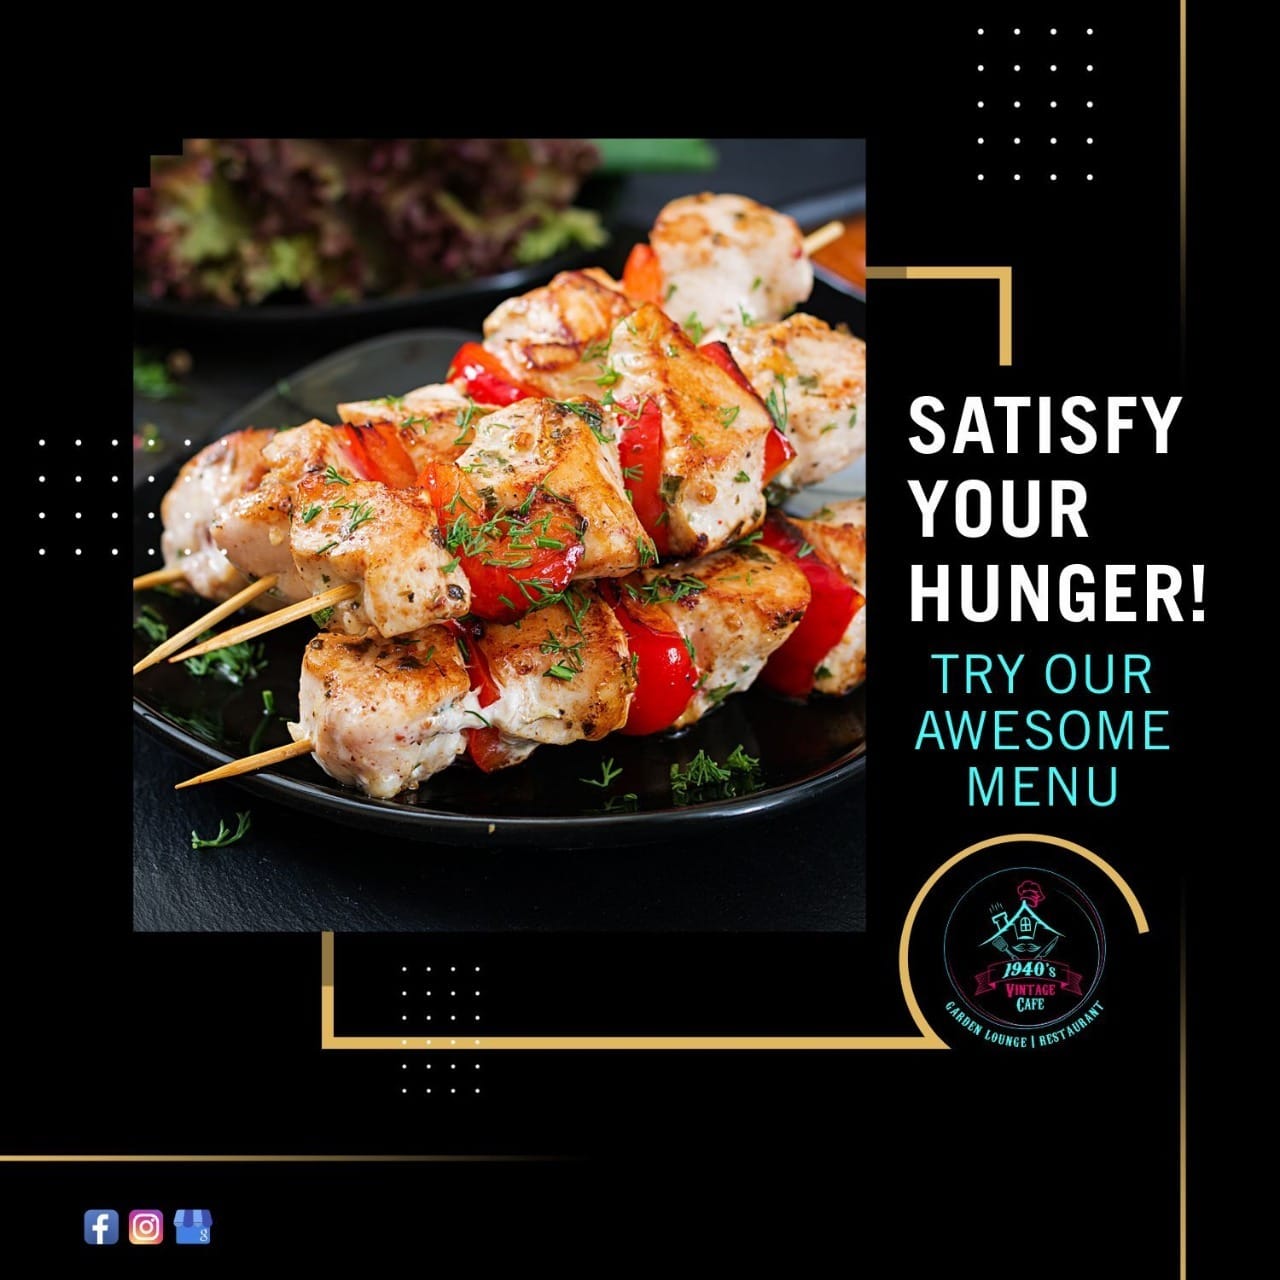 SATISFY
YOUR
HUNGER!
TRY OUR
AWESOME
MENU
1940's
VINTAGE
CAFE
GARDEN LOUNGE | RESTAURANT